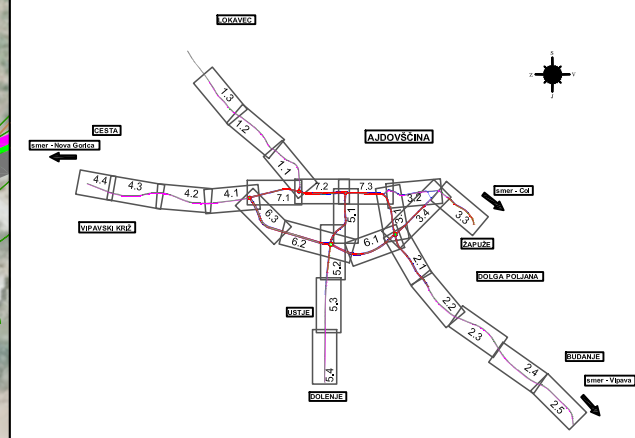 LOKAVEC
S
V
J
CESTA
AJDOVŠČINA
smer - Nova Gorica
1.3
1.2
1.1
4.4
4.3
4.2
4.1
7.1
7.2
7.3
3.2
3.4
3.3
smer - Col
VIPAVSKI KRIŽ
6.3
6.2
5.1
6.1
3.1
ŽAPUŽE
5.2
2.1
DOLGA POLJANA
USTJE
5.3
2.2
2.3
BUDANJE
5.4
2.4
smer - Vipava
DOLENJE
2.5